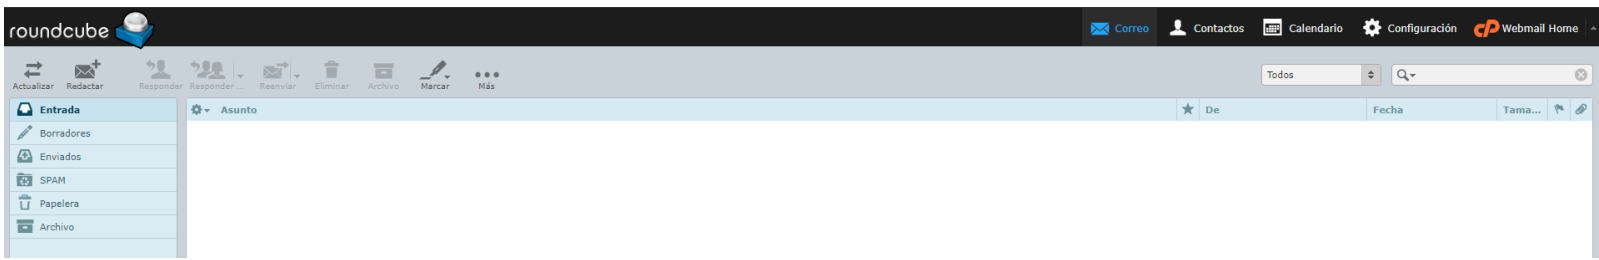 roundcube Correo Contactos Calendario Configuración cP Webmail Home
Actualizar Redactar Responder Responder ... Reenviar Eliminar Archivo Marcar Más Todos
Entrada Asunto De Fecha Tama...
Borradores
Enviados
SPAM
Papelera
Archivo